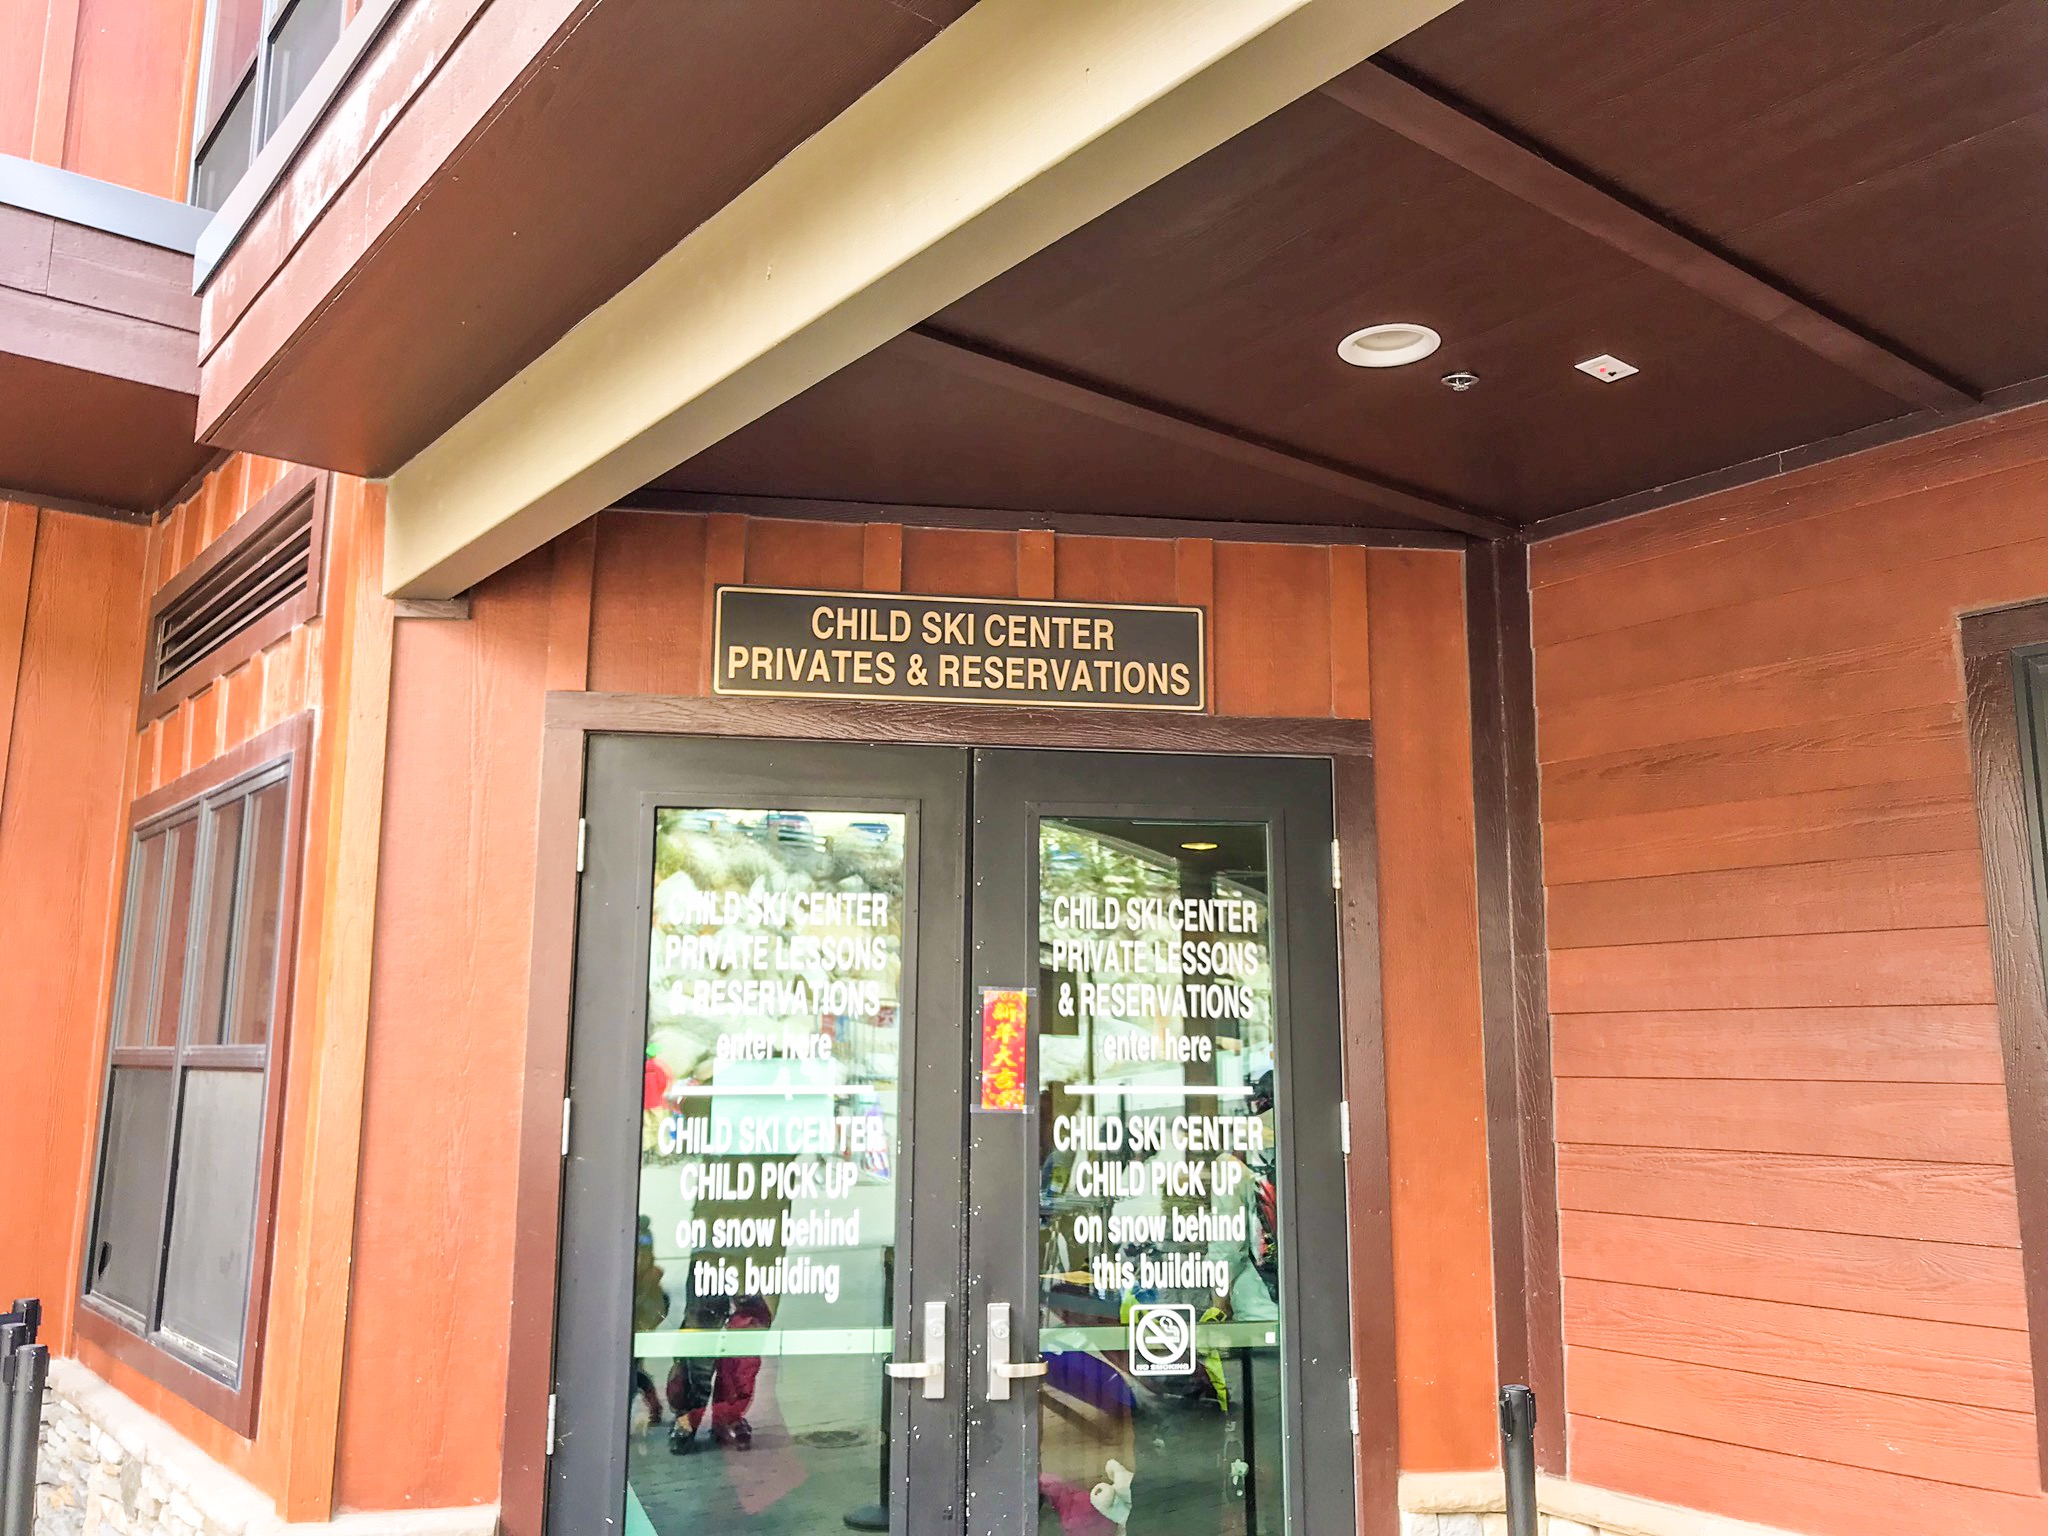 CHILD SKI CENTER
PRIVATES & RESERVATIONS
CHILD SKI CENTER
PRIVATE LESSONS
& RESERVATIONS
enter here
CHILD SKI CENTER
CHILD PICK UP
on snow behind
this building
新年大吉
CHILD SKI CENTER
PRIVATE LESSONS
& RESERVATIONS
enter here
CHILD SKI CENTER
CHILD PICK UP
on snow behind
this building
NO SMOKING